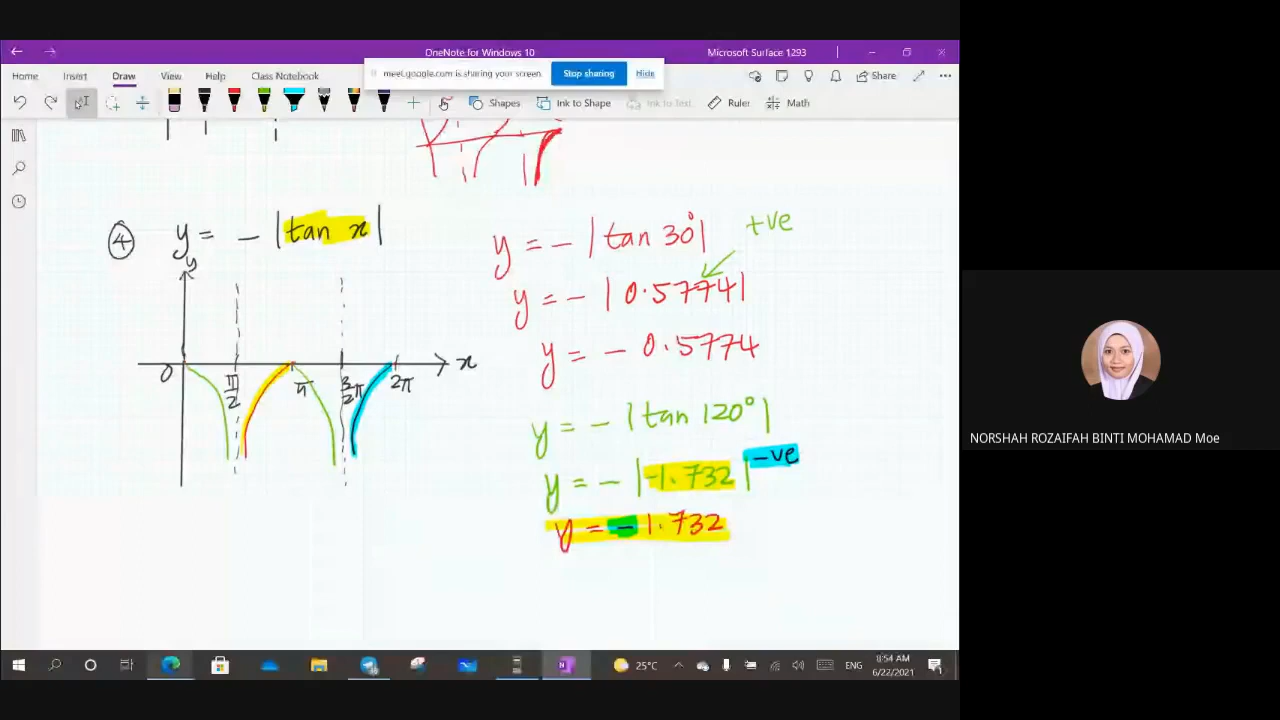 OneNote for Windows 10
Microsoft Surface 1293
Home Insert Draw View Help Class Notebook
meet.google.com is sharing your screen.
Stop sharing
Hide
Share
Shapes
Ink to Shape
Ink to Text
Ruler
Math
④ y = - |tan x|
y
0
π/2
π
3/2π
2π
x
y = - |tan 30°|
+ve
y = - |0.5774|
y = - 0.5774
y = - |tan 120°|
y = - |-1.732|
-ve
y = - 1.732
NORSHAH ROZAIFAH BINTI MOHAMAD Moe
25°C
ENG
8:54 AM
6/22/2021